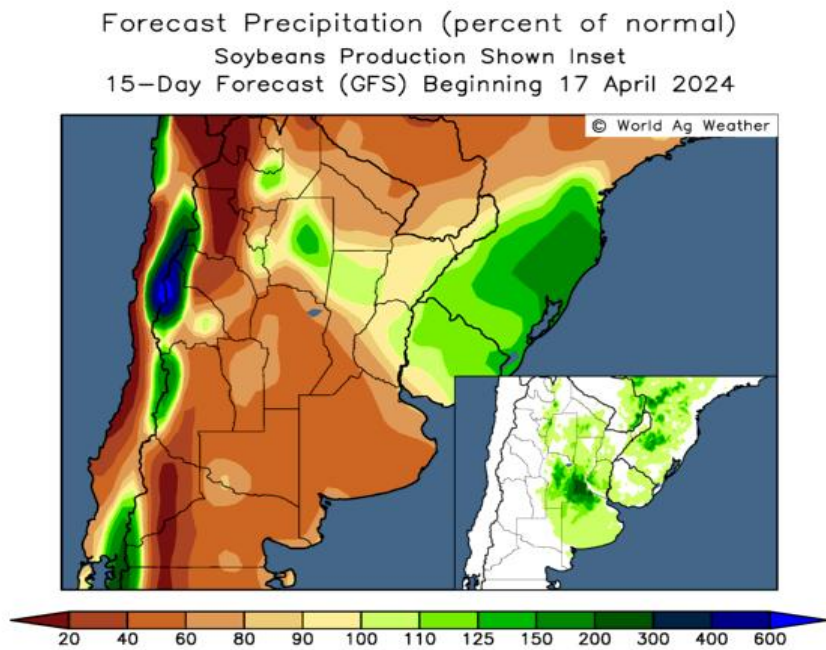 Forecast Precipitation (percent of normal)
Soybeans Production Shown Inset
15-Day Forecast (GFS) Beginning 17 April 2024
© World Ag Weather
20 40 60 80 90 100 110 125 150 200 300 400 600